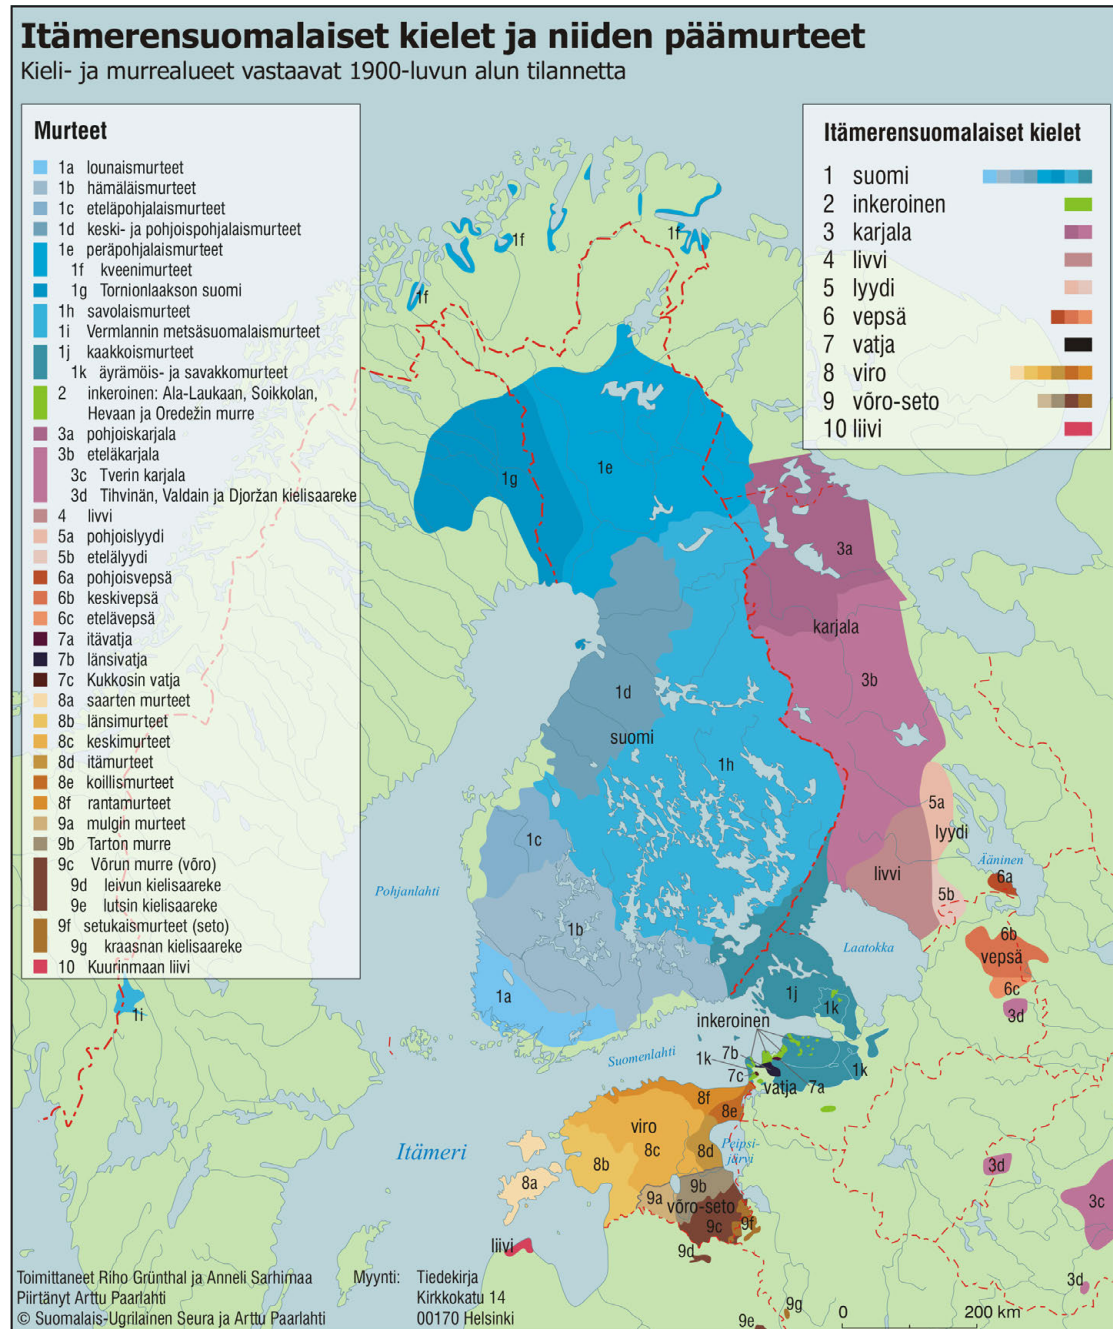 Itämerensuomalaiset kielet ja niiden päämurteet
Kieli- ja murrealueet vastaavat 1900-luvun alun tilannetta
Murteet
1a lounaismurteet
1b hämäläismurteet
1c eteläpohjalaismurteet
1d keski- ja pohjoispohjalaismurteet
1e peräpohjalaismurteet
1f kveenimurteet
1g Tornionlaakson suomi
1h savolaismurteet
1i Vermlannin metsäsuomalaismurteet
1j kaakkoismurteet
1k äyrämöis- ja savakkomurteet
2 inkeroinen: Ala-Laukaan, Soikkolan,
Hevaan ja Oredežin murre
3a pohjoiskarjala
3b eteläkarjala
3c Tverin karjala
3d Tihvinän, Valdain ja Djoržan kielisaareke
4 livvi
5a pohjoislyydi
5b etelälyydi
6a pohjoisvepsä
6b keskivepsä
6c etelävepsä
7a itävatja
7b länsivatja
7c Kukkosin vatja
8a saarten murteet
8b länsimurteet
8c keskimurteet
8d itämurteet
8e koillismurteet
8f rantamurteet
9a mulgin murteet
9b Tarton murre
9c Võrun murre (võro)
9d leivun kielisaareke
9e lutsin kielisaareke
9f setukaismurteet (seto)
9g kraasnan kielisaareke
10 Kuurinmaan liivi
Itämerensuomalaiset kielet
1 suomi
2 inkeroinen
3 karjala
4 livvi
5 lyydi
6 vepsä
7 vatja
8 viro
9 võro-seto
10 liivi
1f
1f
1f
1g
1e
3a
karjala
3b
1d
suomi
1h
5a
lyydi
1c
livvi
Ääninen
6a
5b
Pohjanlahti
1b
6b
vepsä
Laatokka
6c
1a
1j
1k
3d
1i
inkeroinen
Suomenlahti
7b
1k
7c
vatja
7a
1k
8f
8e
viro
Itämeri
8c
8d
Peipsi-
järvi
8b
3d
8a
9b
9a
võro-seto
3c
9c
9f
liivi
9d
3d
9g
9e
0 200 km
Toimittaneet Riho Grünthal ja Anneli Sarhimaa
Piirtänyt Arttu Paarlahti
© Suomalais-Ugrilainen Seura ja Arttu Paarlahti
Myynti: Tiedekirja
Kirkkokatu 14
00170 Helsinki